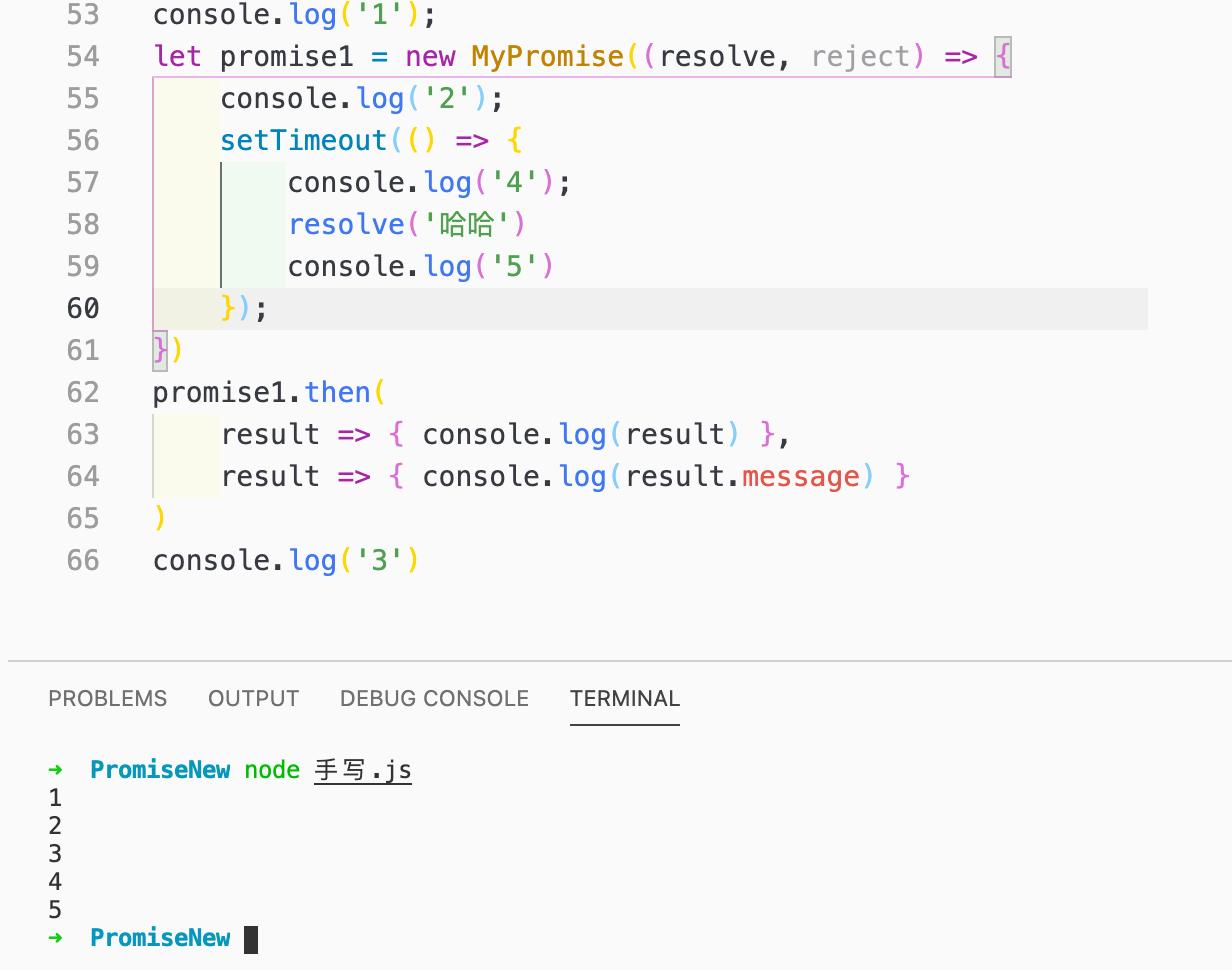 53 console.log('1');
54 let promise1 = new MyPromise((resolve, reject) => {
55 console.log('2');
56 setTimeout(() => {
57 console.log('4');
58 resolve('哈哈')
59 console.log('5')
60 });
61 })
62 promise1.then(
63 result => { console.log(result) },
64 result => { console.log(result.message) }
65 )
66 console.log('3')
PROBLEMS OUTPUT DEBUG CONSOLE TERMINAL
➜ PromiseNew node 手写.js
1
2
3
4
5
➜ PromiseNew